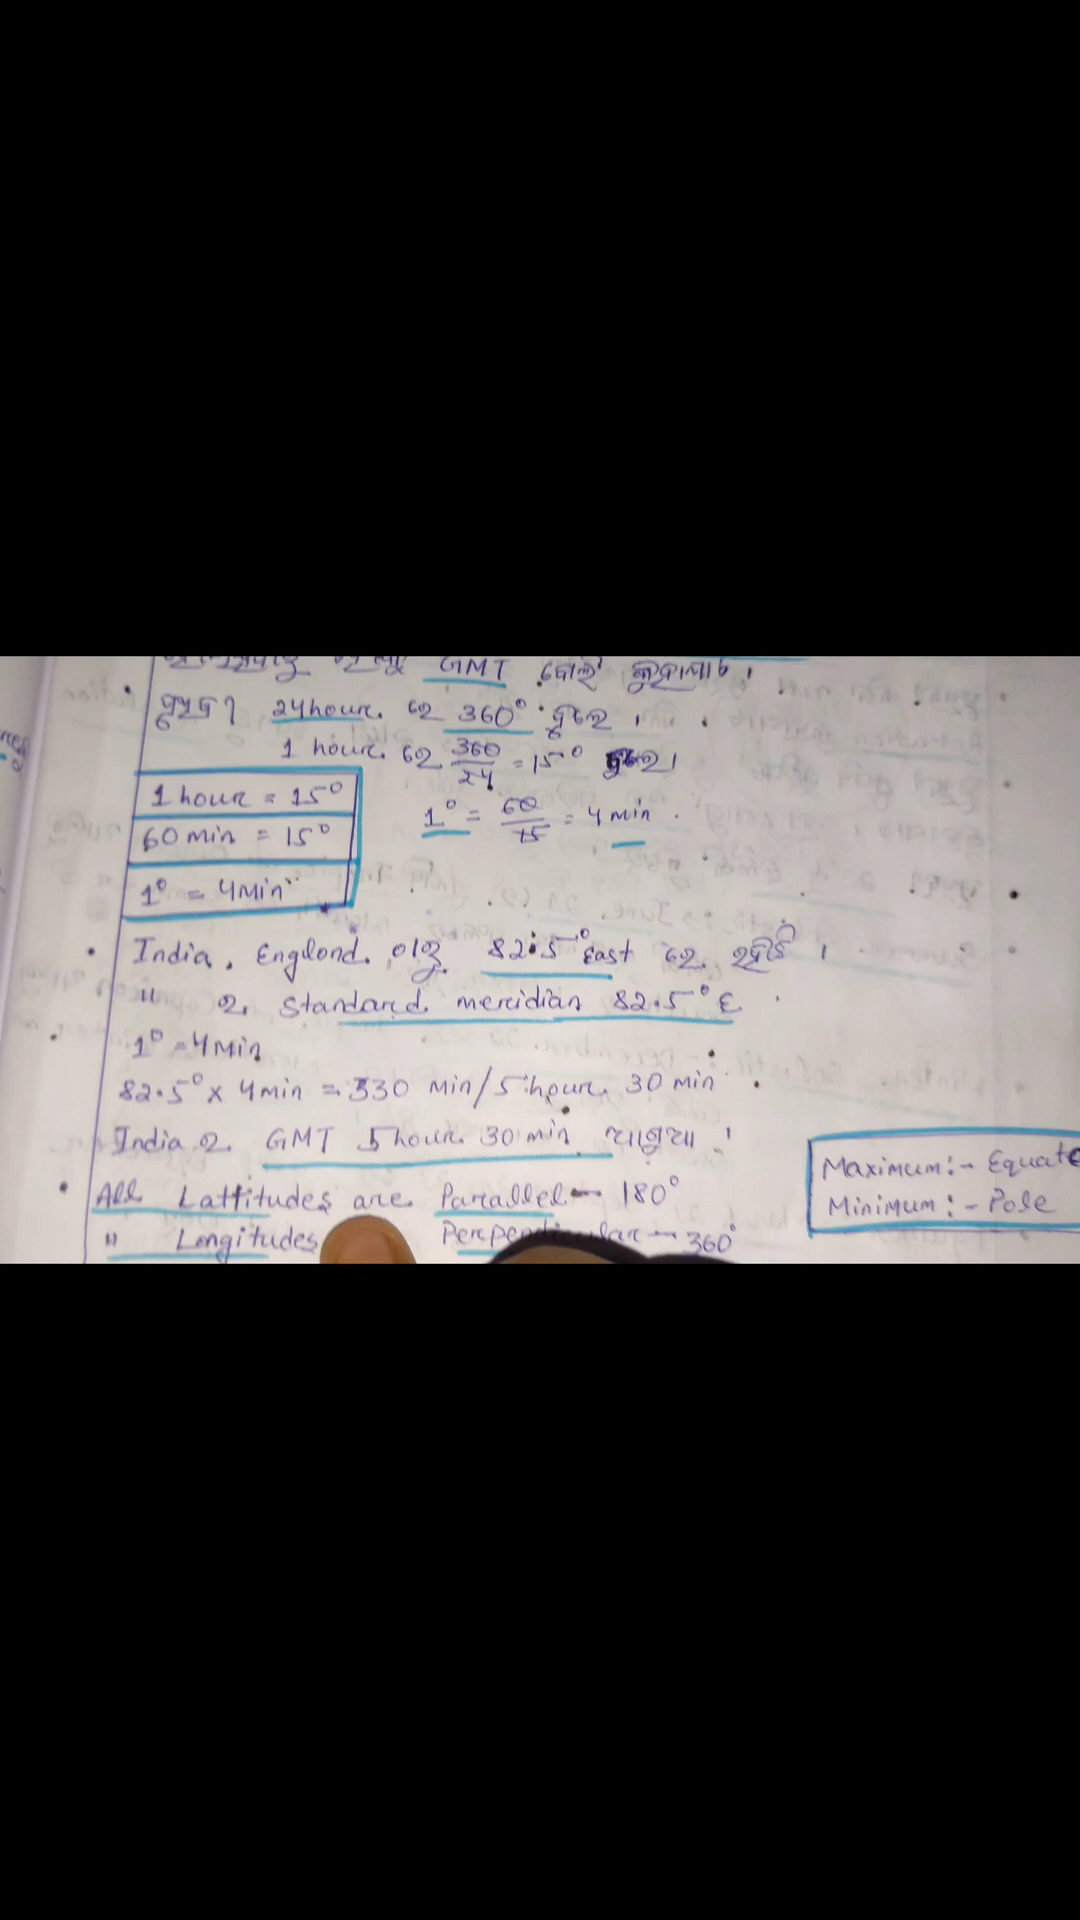 GMT ବୋଲି କୁହାଯାଏ ।
ପୃଥିବୀ 24hour. ରେ 360° ଘୁରେ ।
1 hour. ରେ 360/24 = 15° ଘୁରେ ।
1 hour = 15°
60 min = 15°
1° = 4Min
1° = 60/15 = 4 min.
India, England. ଠାରୁ 82.5° East ରେ ଅଛି ।
" ର standard meridian 82.5° E
1° = 4Min
82.5° x 4min = 330 min/5 hour. 30 min
India ର GMT 5 hour. 30 min
All Lattitudes are Parallel - 180°
" Longitudes Perpendicular - 360°
Maximum:- Equato
Minimum:- Pole